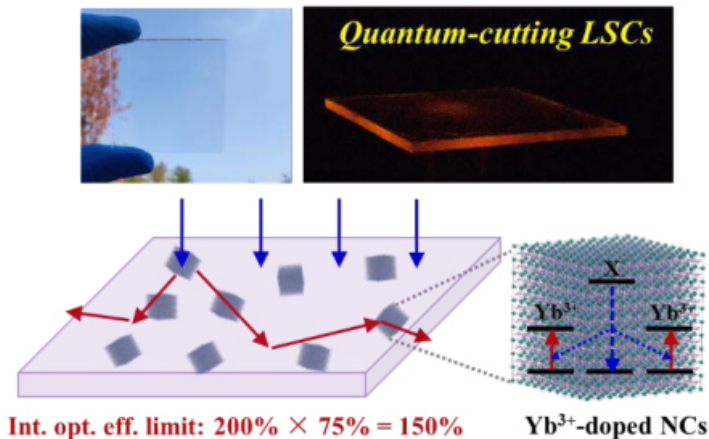 Quantum-cutting LSCs
X
Yb³⁺ Yb³⁺
Int. opt. eff. limit: 200% × 75% = 150%
Yb³⁺-doped NCs